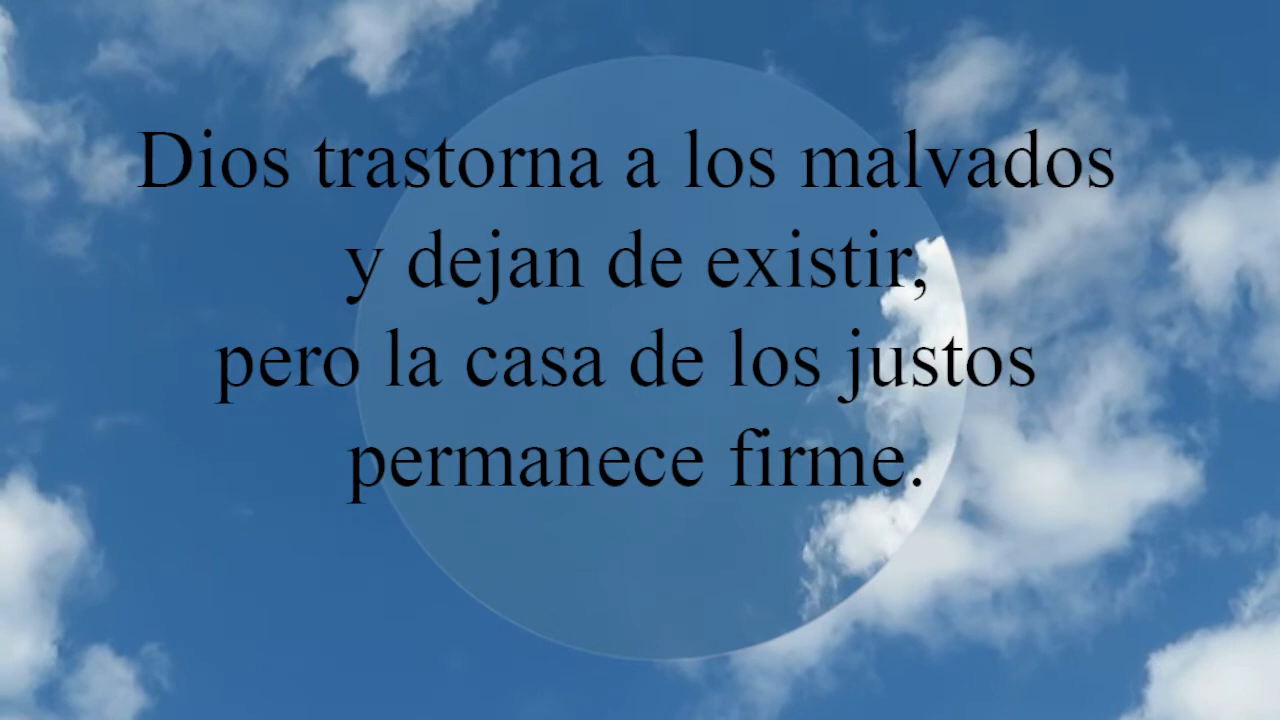 Dios trastorna a los malvados
y dejan de existir,
pero la casa de los justos
permanece firme.